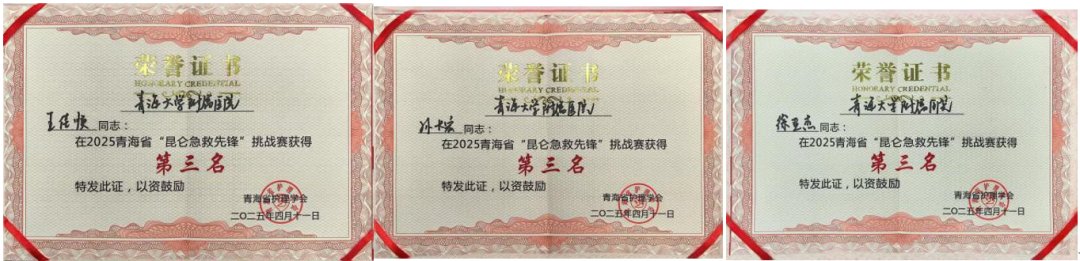 荣誉证书
HONORARY CREDENTIAL
青海大学附属医院
同志：
在2025青海省“昆仑急救先锋”挑战赛获得
第三名
特发此证，以资鼓励
青海省护理学会
二〇二五年四月十一日
荣誉证书
HONORARY CREDENTIAL
青海大学附属医院
同志：
在2025青海省“昆仑急救先锋”挑战赛获得
第三名
特发此证，以资鼓励
青海省护理学会
二〇二五年四月十一日
荣誉证书
HONORARY CREDENTIAL
青海大学附属医院
徐亚杰同志：
在2025青海省“昆仑急救先锋”挑战赛获得
第三名
特发此证，以资鼓励
青海省护理学会
二〇二五年四月十一日